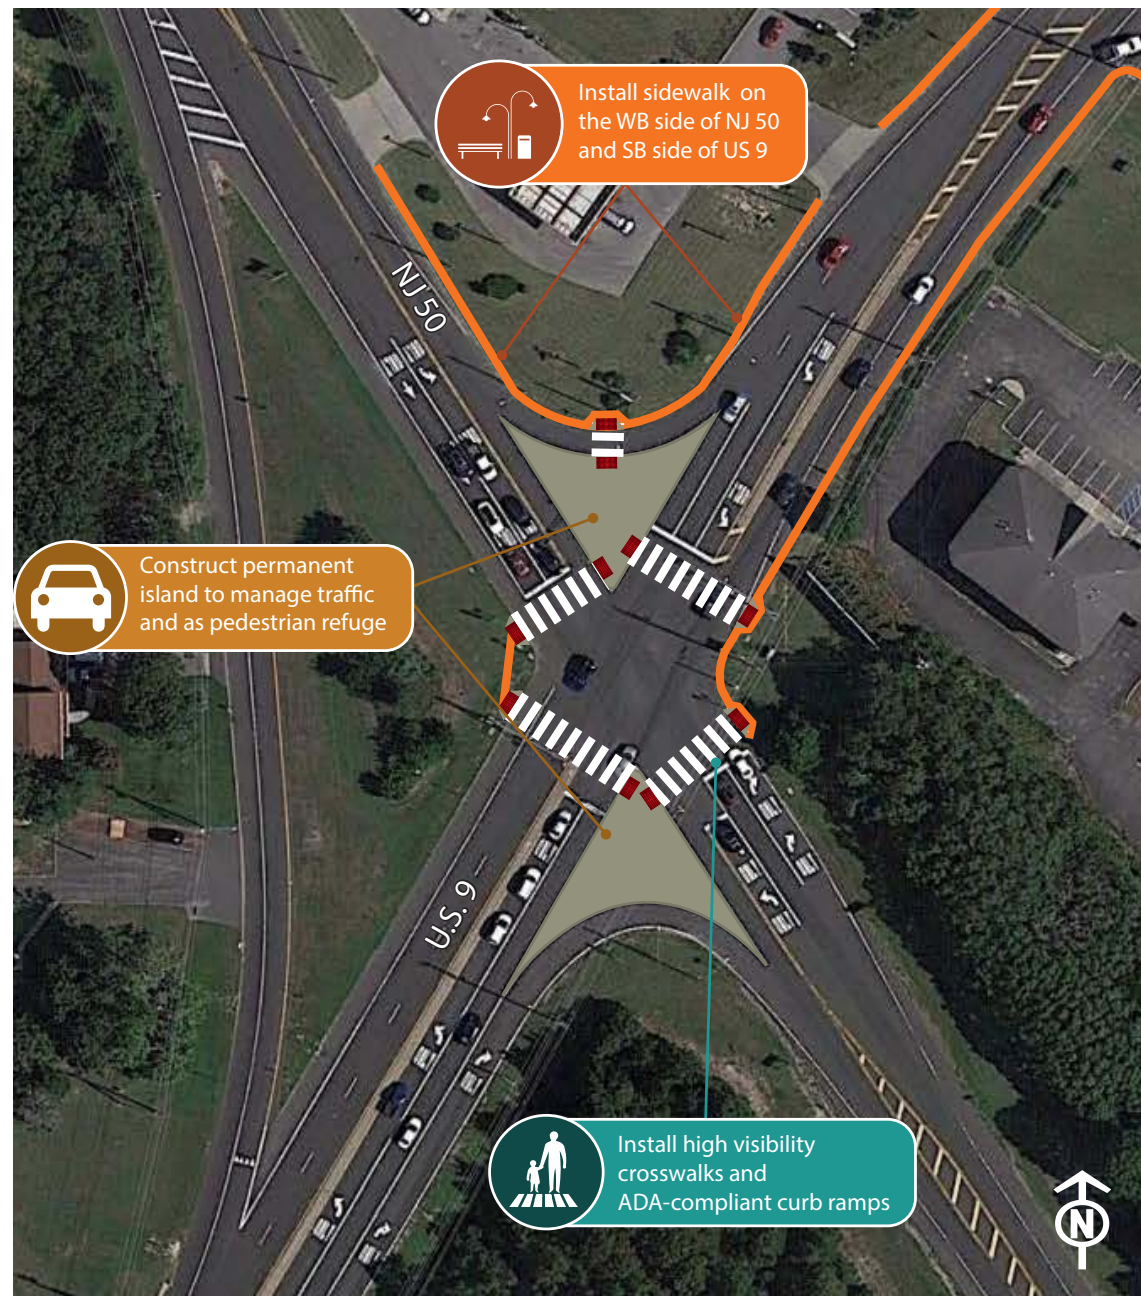 Install sidewalk on
the WB side of NJ 50
and SB side of US 9
NJ 50
Construct permanent
island to manage traffic
and as pedestrian refuge
U.S. 9
Install high visibility
crosswalks and
ADA-compliant curb ramps
N